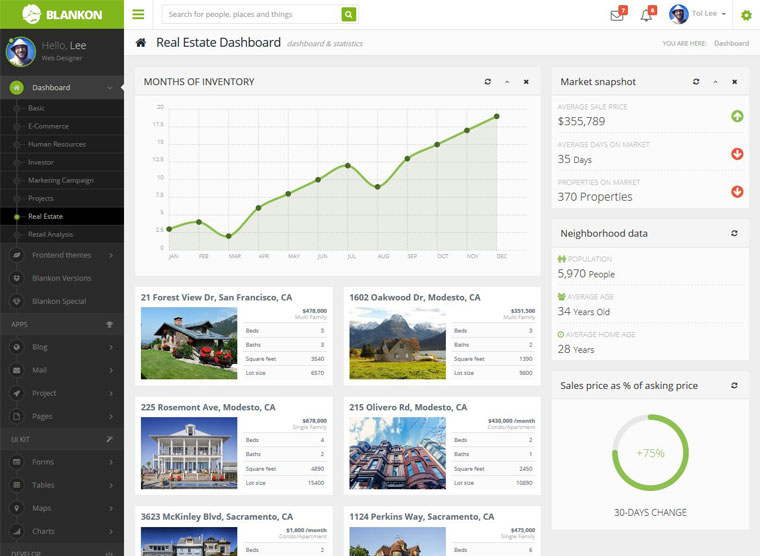 BLANKON
Search for people, places and things
7
6
Tol Lee
Hello, Lee
Web Designer
Real Estate Dashboard
dashboard & statistics
YOU ARE HERE:
Dashboard
Dashboard
Basic
E-Commerce
Human Resources
Investor
Marketing Campaign
Projects
Real Estate
Retail Analysis
Frontend themes
Blankon Versions
Blankon Special
APPS
Blog
Mail
Project
Pages
UI KIT
Forms
Tables
Maps
Charts
DEVELOP
MONTHS OF INVENTORY
20
17.5
15
12.5
10
7.5
5
2.5
0
JAN FEB MAR APR MAY JUN JUL AUG SEP OCT NOV DEC
21 Forest View Dr, San Francisco, CA
$478,000
Multi Family
Beds 3
Baths 3
Square feet 3540
Lot size 6570
1602 Oakwood Dr, Modesto, CA
$351,500
Multi Family
Beds 3
Baths 2
Square feet 1390
Lot size 9800
225 Rosemont Ave, Modesto, CA
$678,000
Single Family
Beds 4
Baths 2
Square feet 4890
Lot size 15400
215 Olivero Rd, Modesto, CA
$430,000 /month
Condo/Apartment
Beds 2
Baths 1
Square feet 2450
Lot size 10890
3623 McKinley Blvd, Sacramento, CA
$1,600 /month
Condo/Apartment
Beds 2
1124 Perkins Way, Sacramento, CA
$475,000
Single Family
Beds 6
Market snapshot
AVERAGE SALE PRICE
$355,789
AVERAGE DAYS ON MARKET
35 Days
PROPERTIES ON MARKET
370 Properties
Neighborhood data
POPULATION
5,970 People
AVERAGE AGE
34 Years Old
AVERAGE HOME AGE
28 Years
Sales price as % of asking price
+75%
30-DAYS CHANGE